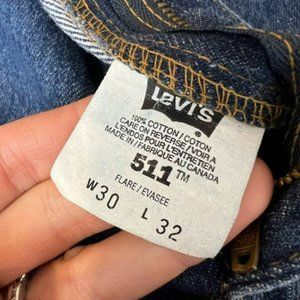 Levi's
®
100% COTTON/COTON
CARE ON REVERSE/VOIR A
L'ENDOS POUR L'ENTRETIEN
MADE IN/FABRIQUE AU CANADA
511™
FLARE/EVASEE
W30 L 32